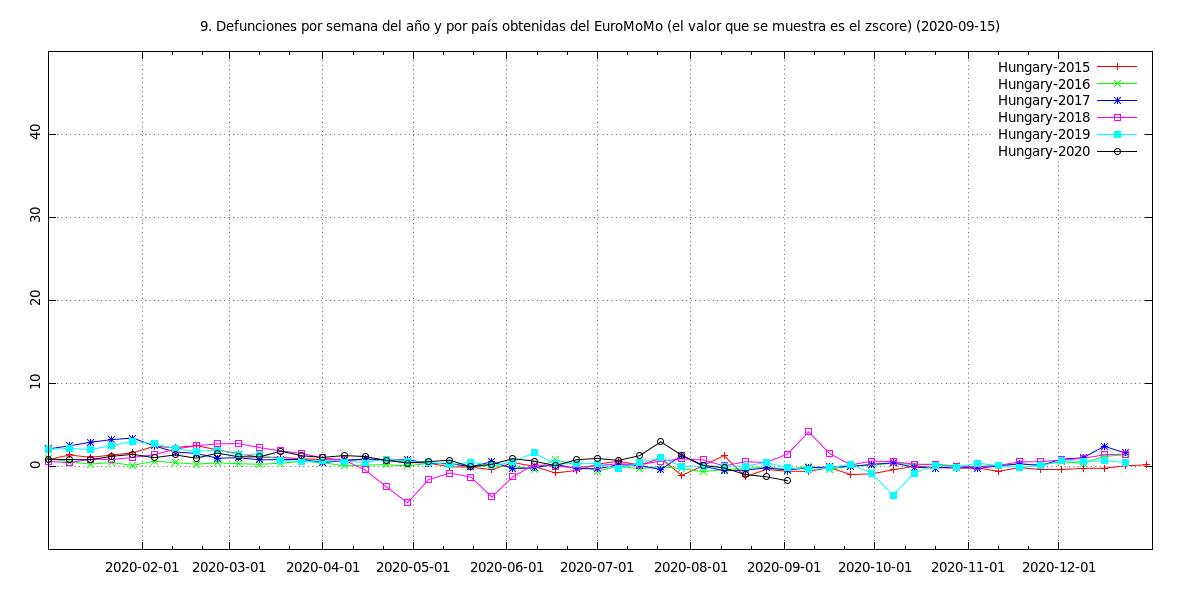 9. Defunciones por semana del año y por país obtenidas del EuroMoMo (el valor que se muestra es el zscore) (2020-09-15)
Hungary-2015
Hungary-2016
Hungary-2017
Hungary-2018
Hungary-2019
Hungary-2020
40
30
20
10
0
2020-02-01 2020-03-01 2020-04-01 2020-05-01 2020-06-01 2020-07-01 2020-08-01 2020-09-01 2020-10-01 2020-11-01 2020-12-01